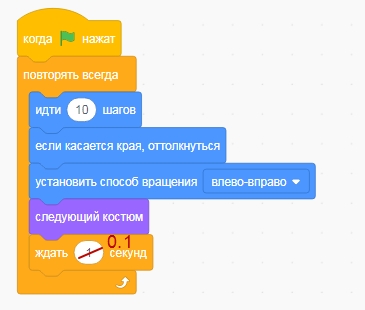 когда нажат
повторять всегда
идти 10 шагов
если касается края, оттолкнуться
установить способ вращения влево-вправо
следующий костюм
ждать 1 0.1 секунд